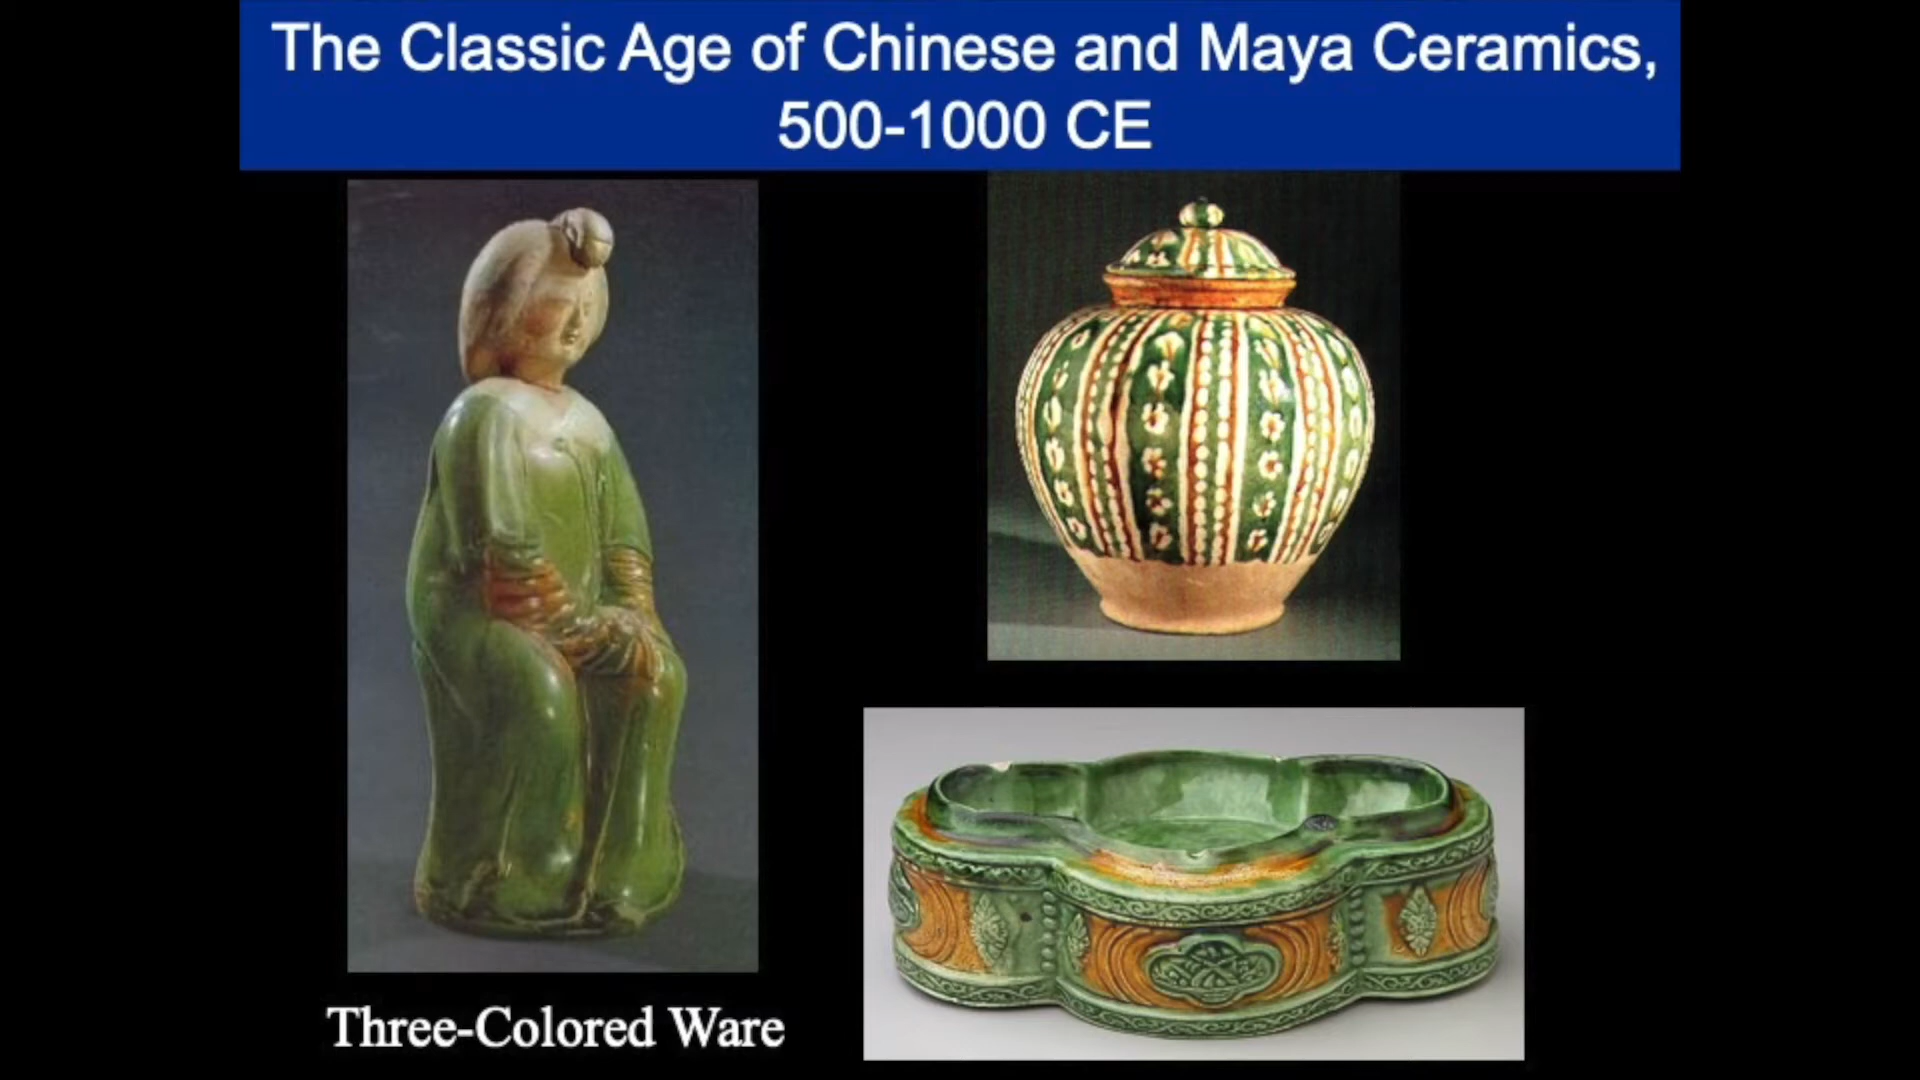 The Classic Age of Chinese and Maya Ceramics,
500-1000 CE
Three-Colored Ware